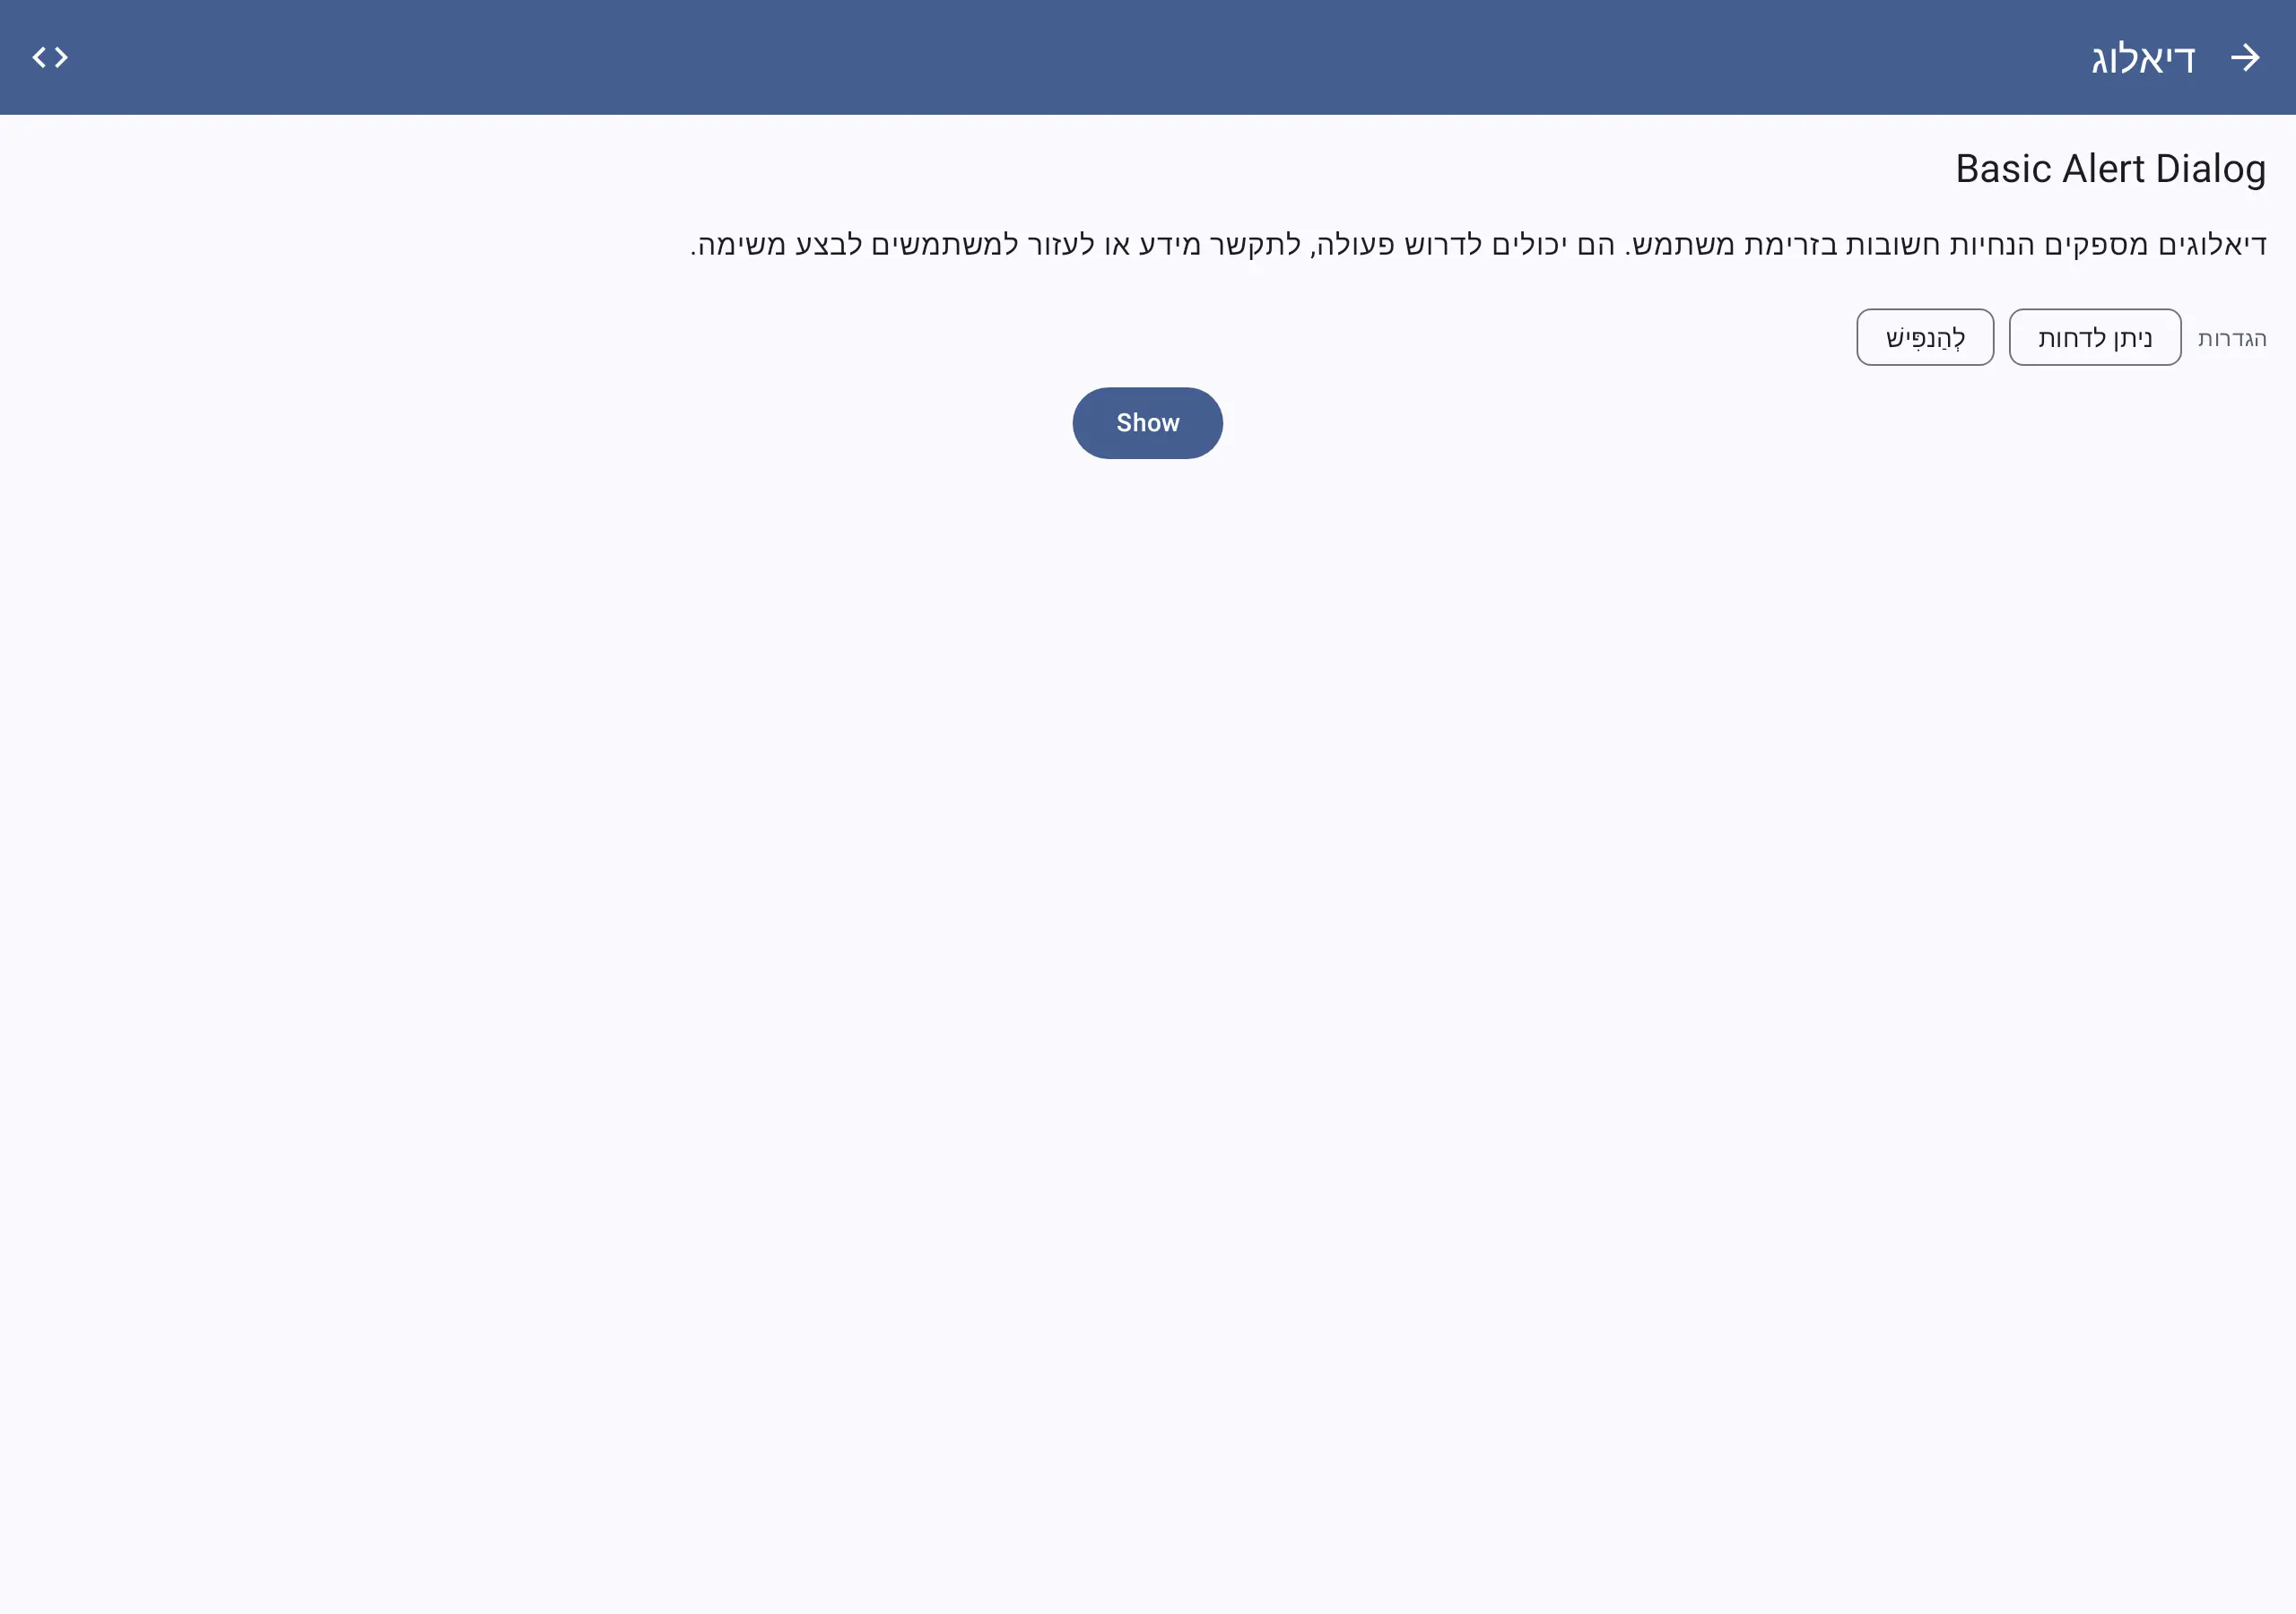 דיאלוג
Basic Alert Dialog
דיאלוגים מספקים הנחיות חשובות בזרימת משתמש. הם יכולים לדרוש פעולה, לתקשר מידע או לעזור למשתמשים לבצע משימה.
הגדרות ניתן לדחות לְהַנפִּישׁ
Show